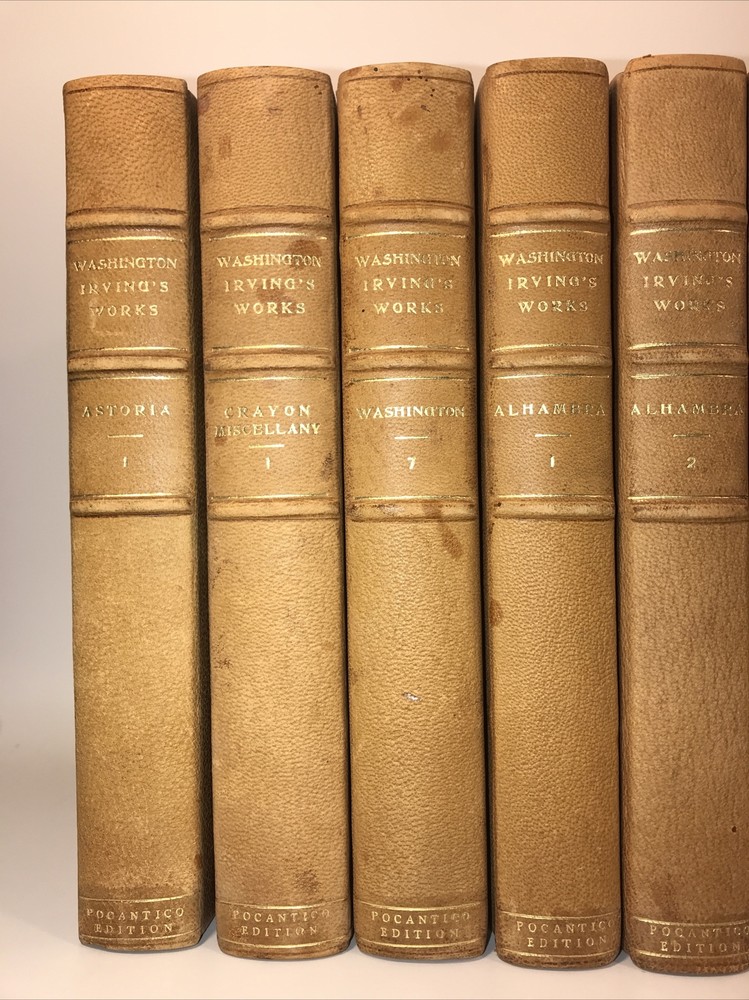 WASHINGTON
IRVING'S
WORKS
ASTORIA
1
POCANTICO
EDITION
WASHINGTON
IRVING'S
WORKS
CRAYON
MISCELLANY
1
POCANTICO
EDITION
WASHINGTON
IRVING'S
WORKS
WASHINGTON
7
POCANTICO
EDITION
WASHINGTON
IRVING'S
WORKS
ALHAMBRA
1
POCANTICO
EDITION
WASHINGTON
IRVING'S
WORKS
ALHAMBRA
2
POCANTICO
EDITION